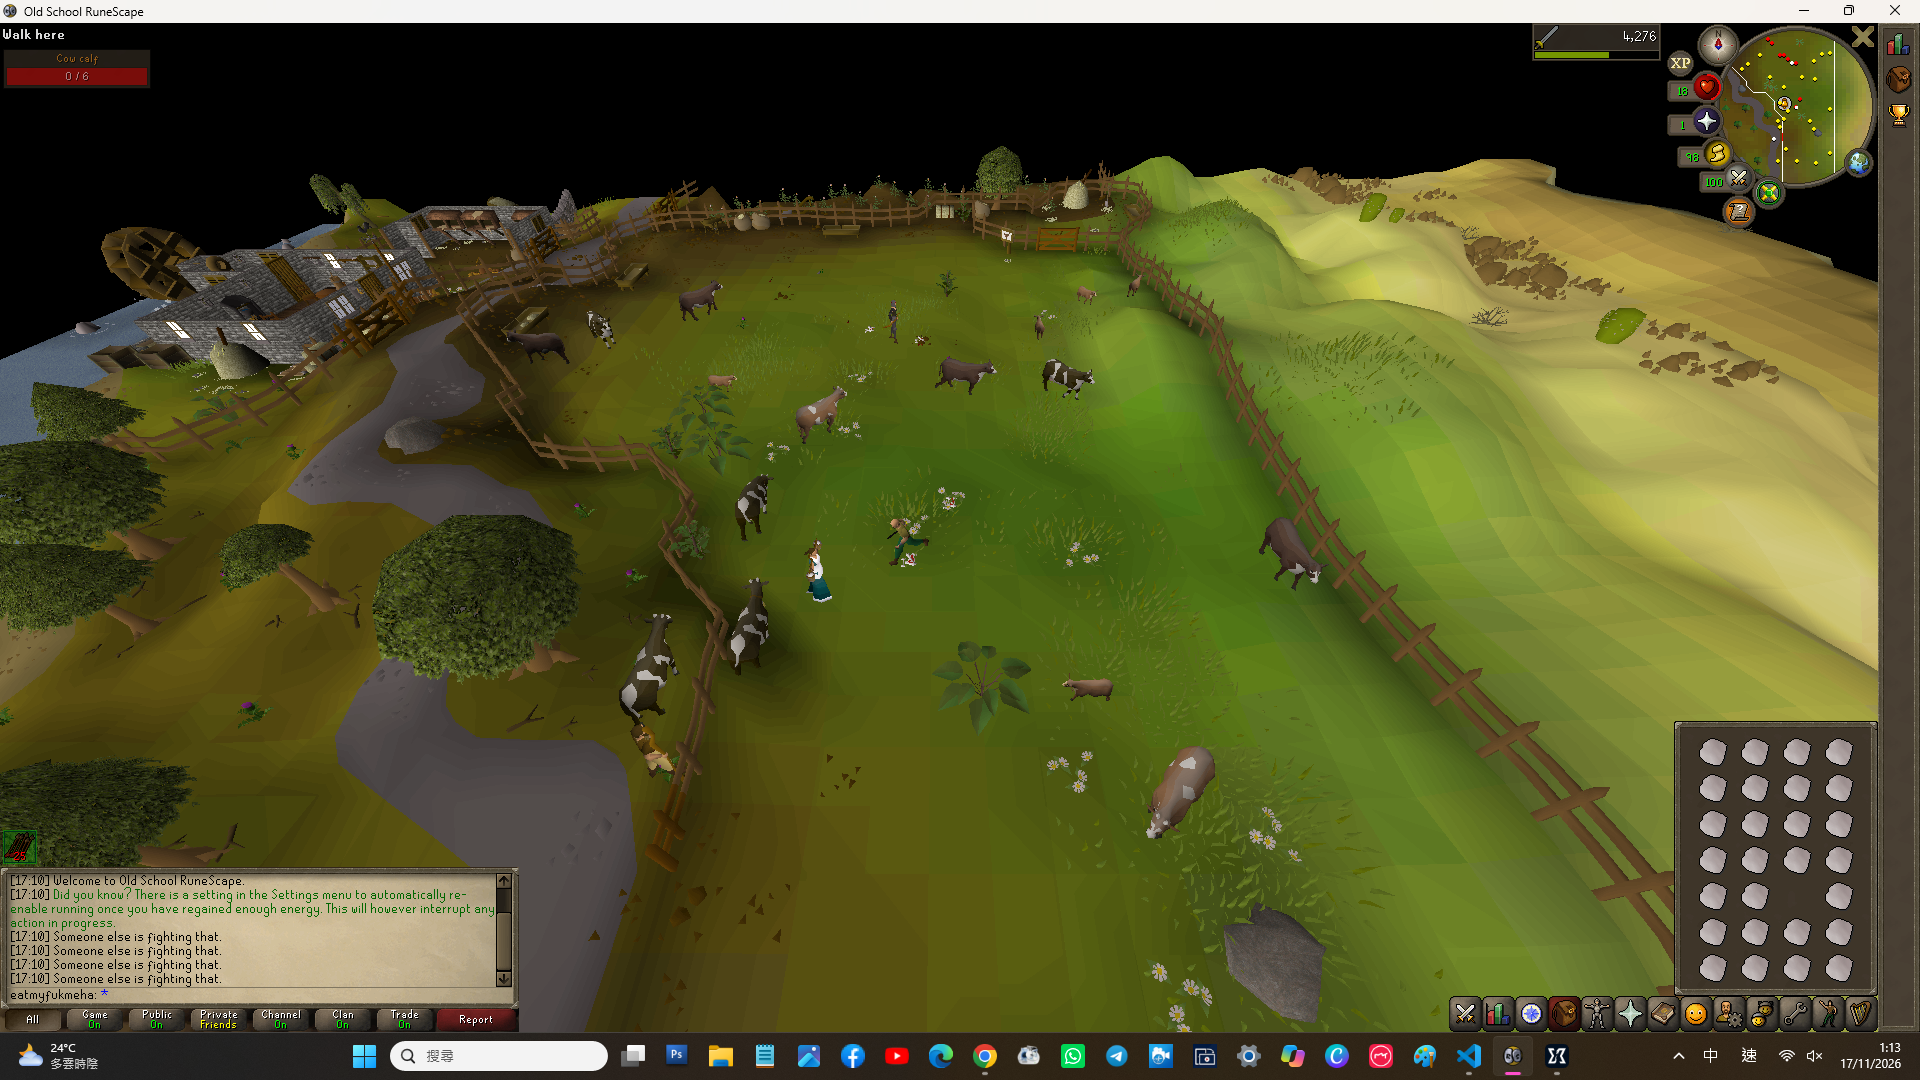 Old School RuneScape
Walk here
Cow calf
0 / 6
4,276
XP
N
18
1
98
100
25
[17:10] Welcome to Old School RuneScape.
[17:10] Did you know? There is a setting in the Settings menu to automatically re-
enable running once you have regained enough energy. This will however interrupt any
action in progress.
[17:10] Someone else is fighting that.
[17:10] Someone else is fighting that.
[17:10] Someone else is fighting that.
[17:10] Someone else is fighting that.
eatmyfukmeha: *
All
Game
On
Public
On
Private
Friends
Channel
On
Clan
On
Trade
On
Report
24°C
多雲時陰
搜尋
Ps
中
速
1:13
17/11/2026